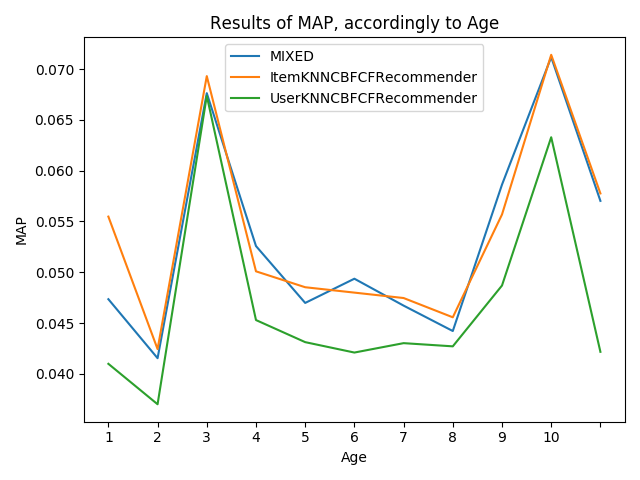 Results of MAP, accordingly to Age
MIXED
ItemKNNCBFCFRecommender
UserKNNCBFCFRecommender
MAP
0.070
0.065
0.060
0.055
0.050
0.045
0.040
1 2 3 4 5 6 7 8 9 10
Age